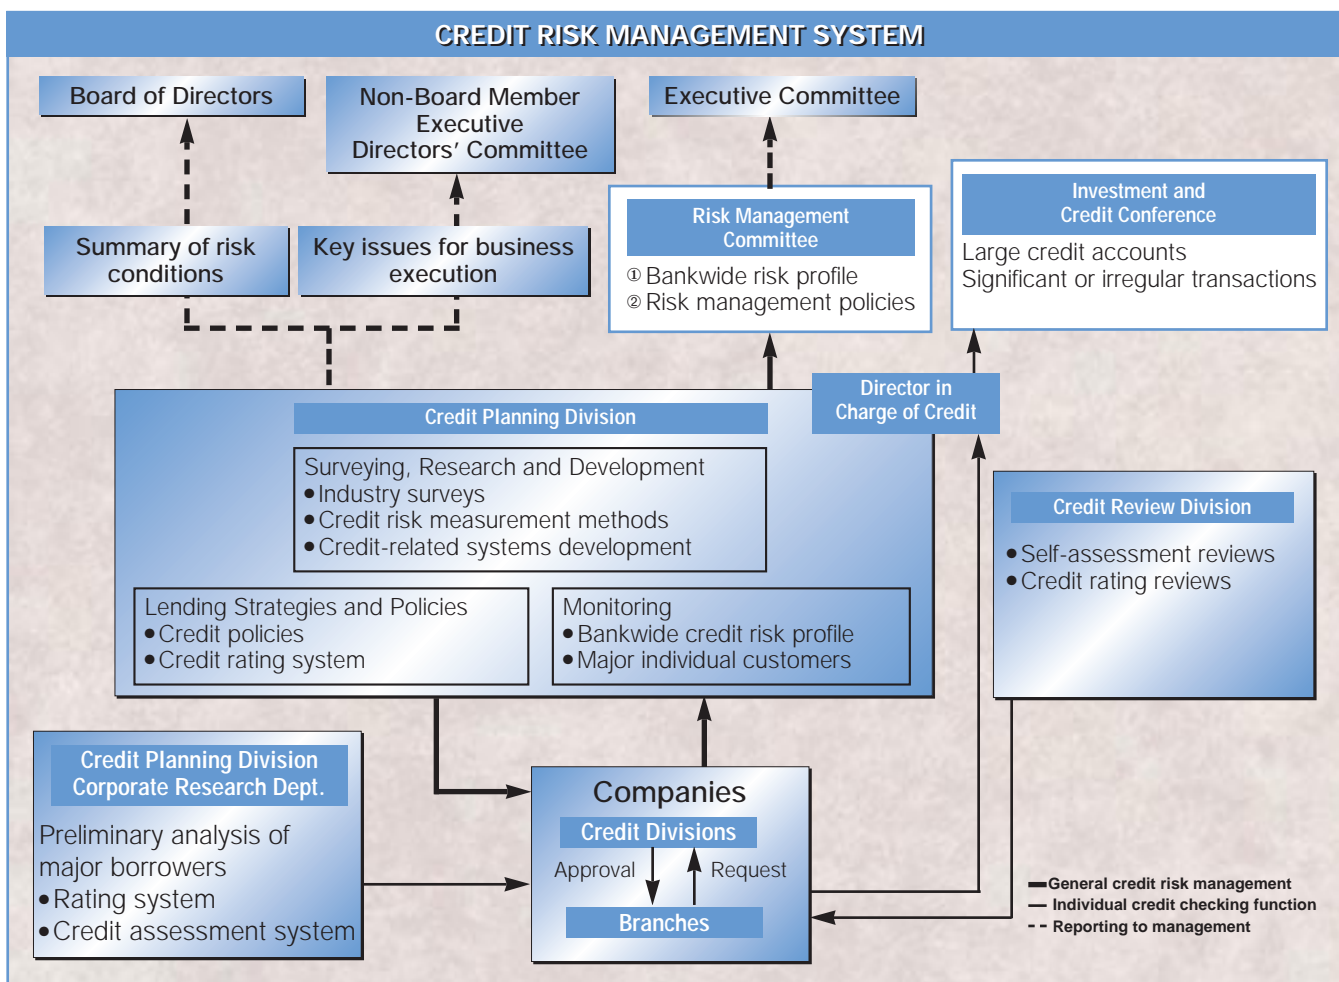 CREDIT RISK MANAGEMENT SYSTEM
Board of Directors
Non-Board Member
Executive
Directors’ Committee
Executive Committee
Summary of risk
conditions
Key issues for business
execution
Risk Management
Committee
① Bankwide risk profile
② Risk management policies
Investment and
Credit Conference
Large credit accounts
Significant or irregular transactions
Director in
Charge of Credit
Credit Planning Division
Surveying, Research and Development
● Industry surveys
● Credit risk measurement methods
● Credit-related systems development
Lending Strategies and Policies
● Credit policies
● Credit rating system
Monitoring
● Bankwide credit risk profile
● Major individual customers
Credit Review Division
● Self-assessment reviews
● Credit rating reviews
Credit Planning Division
Corporate Research Dept.
Preliminary analysis of
major borrowers
● Rating system
● Credit assessment system
Companies
Credit Divisions
Approval
Request
Branches
General credit risk management
Individual credit checking function
Reporting to management